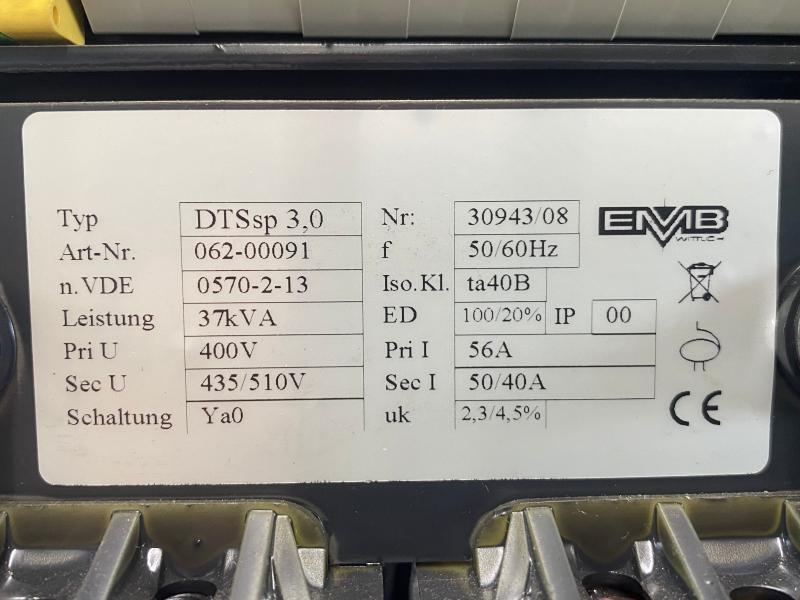 Typ DTSsp 3,0 Nr: 30943/08 EMB
WITTLICH
Art-Nr. 062-00091 f 50/60Hz
n.VDE 0570-2-13 Iso.Kl. ta40B
Leistung 37kVA ED 100/20% IP 00
Pri U 400V Pri I 56A
Sec U 435/510V Sec I 50/40A
Schaltung Ya0 uk 2,3/4,5% CE